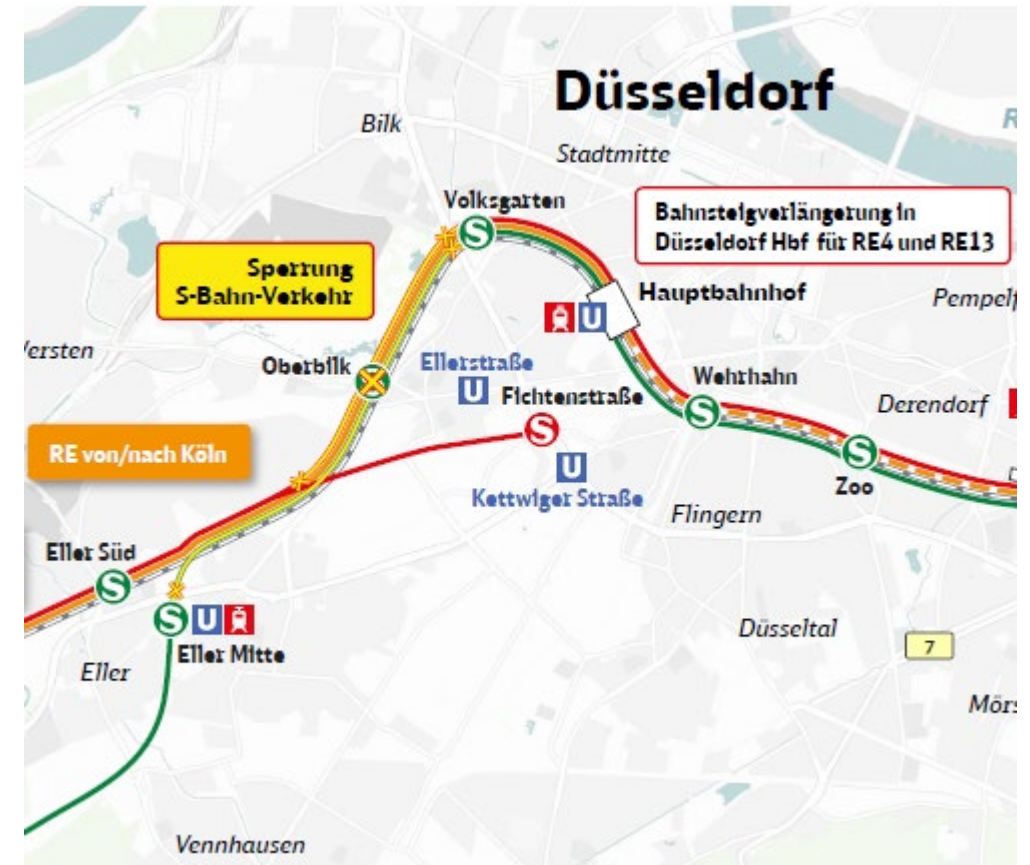 Düsseldorf
Bilk
Stadtmitte
Volksgarten
Bahnsteigverlängerung in
Düsseldorf Hbf für RE4 und RE13
Sperrung
S-Bahn-Verkehr
Hauptbahnhof
U
Pempelf
ersten
Oberbilk
Ellerstraße
U
Fichtenstraße
Wehrhahn
Derendorf
S
S
S
S
RE von/nach Köln
U
Kettwiger Straße
Zoo
Flingern
Eller Süd
S
S
U
Eller Mitte
Eller
Düsseltal
7
Mörs
Vennhausen